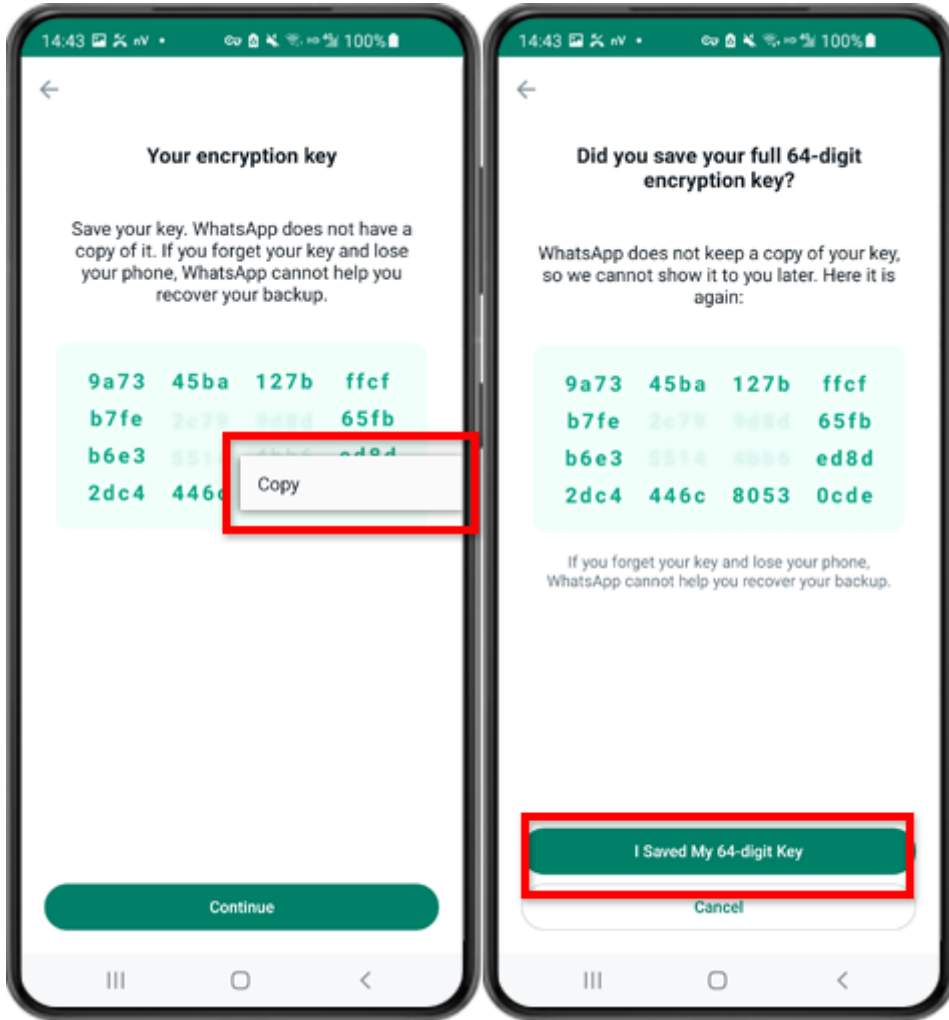 14:43 nV • 100%
Your encryption key
Save your key. WhatsApp does not have a
copy of it. If you forget your key and lose
your phone, WhatsApp cannot help you
recover your backup.
9a73 45ba 127b ffcf
b7fe 65fb
b6e3 ed8d
2dc4 446c
Copy
Continue
14:43 nV • 100%
Did you save your full 64-digit
encryption key?
WhatsApp does not keep a copy of your key,
so we cannot show it to you later. Here it is
again:
9a73 45ba 127b ffcf
b7fe 65fb
b6e3 ed8d
2dc4 446c 8053 0cde
If you forget your key and lose your phone,
WhatsApp cannot help you recover your backup.
I Saved My 64-digit Key
Cancel